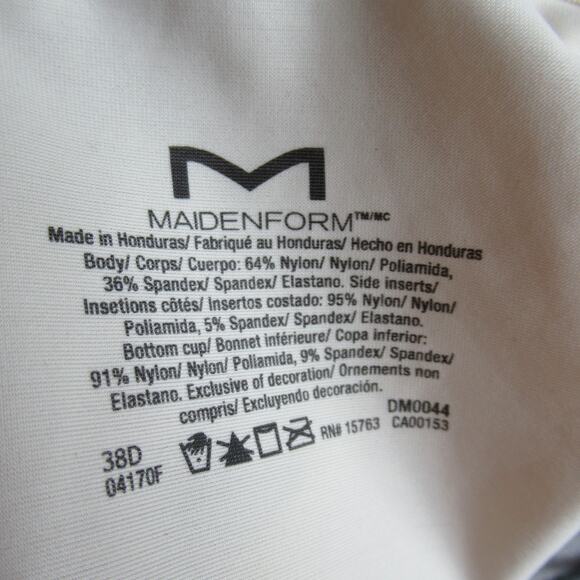 M
MAIDENFORM™/MC
Made in Honduras/ Fabriqué au Honduras/ Hecho en Honduras
Body/ Corps/ Cuerpo: 64% Nylon/ Nylon/ Poliamida,
36% Spandex/ Spandex/ Elastano. Side inserts/
Insetions côtés/ Insertos costado: 95% Nylon/ Nylon/
Poliamida, 5% Spandex/ Spandex/ Elastano.
Bottom cup/ Bonnet inférieure/ Copa inferior:
91% Nylon/ Nylon/ Poliamida, 9% Spandex/ Spandex/
Elastano. Exclusive of decoration/ Ornements non
compris/ Excluyendo decoración.
38D
04170F
RN# 15763
DM0044
CA00153